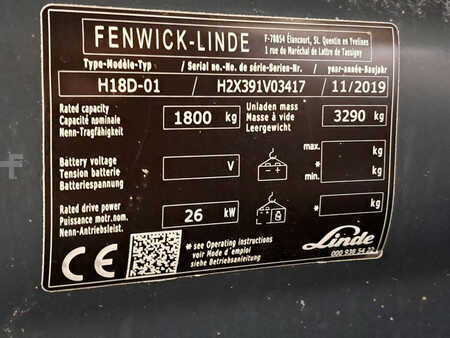 FENWICK-LINDE
F-78854 Élancourt, St. Quentin en Yvelines
1 rue du Maréchal de Lattre de Tassigny
Type-Modèle-Typ / Serial no.-No. de série-Serien-Nr. / year-année-Baujahr
H18D-01 H2X391V03417 11/2019
Rated capacity
Capacité nominale
Nenn-Tragfähigkeit
1800 kg
Unladen mass
Masse à vide
Leergewicht
3290 kg
Battery voltage
Tension batterie
Batteriespannung
V
max. kg
*
min. kg
Rated drive power
Puissance motr.nom.
Nenn-Antriebsleist.
26 kW
* kg
CE
* see Operating instructions
voir Mode d'emploi
siehe Betriebsanleitung
Linde
000 938 54 22